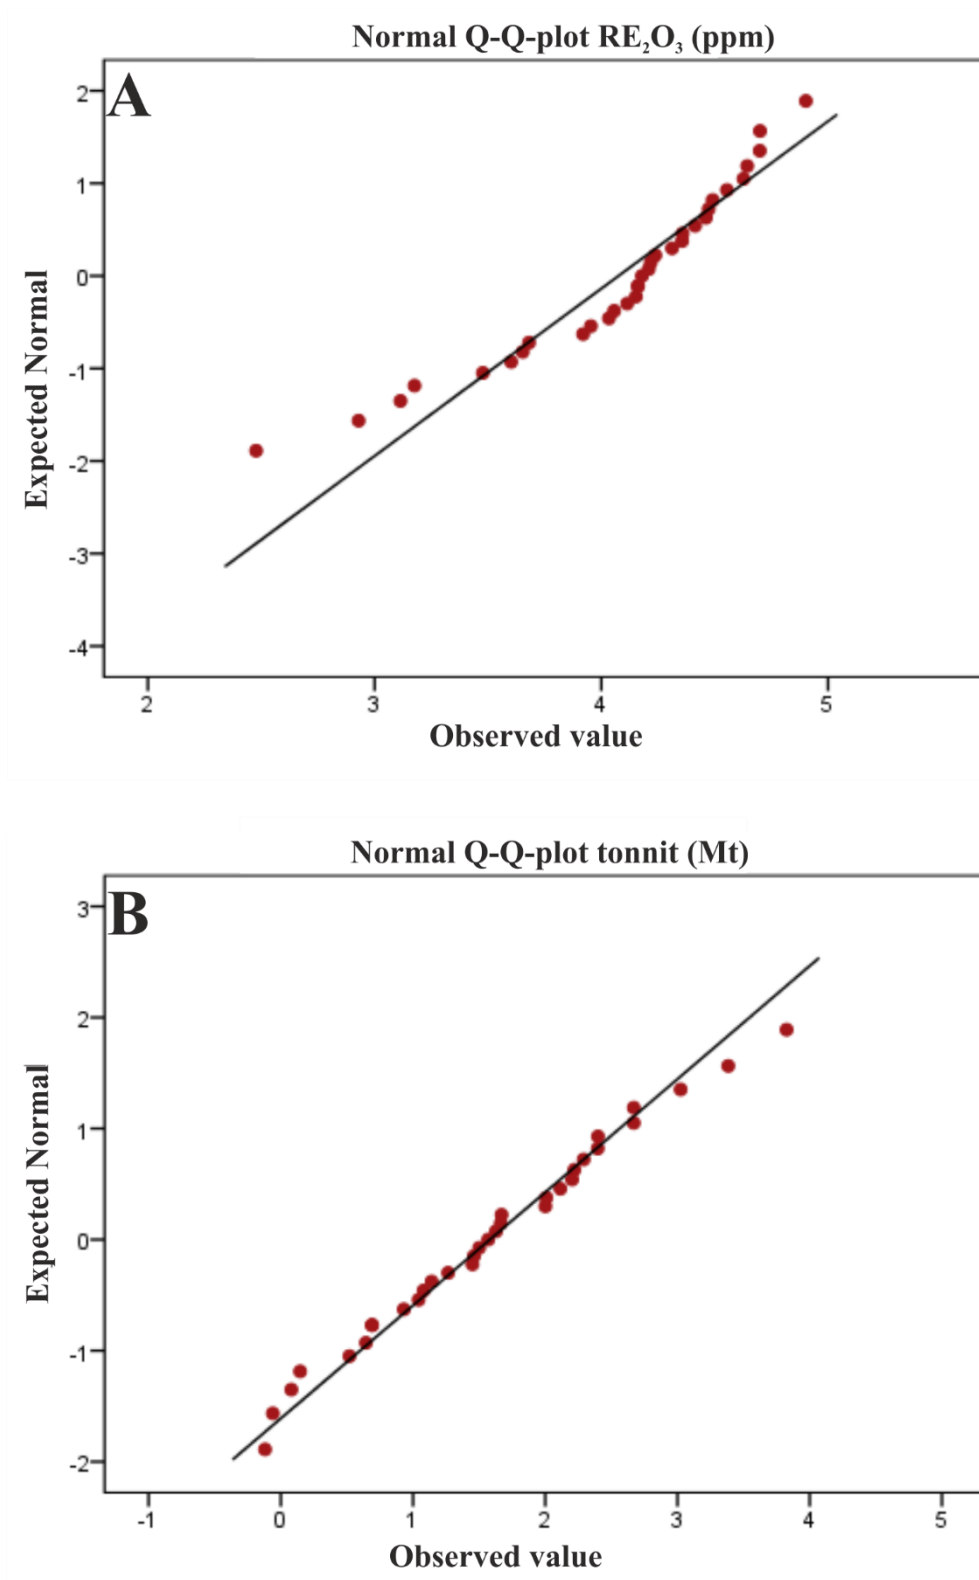 Normal Q-Q-plot RE₂O₃ (ppm)
A
2
1
0
-1
-2
-3
-4
Expected Normal
2 3 4 5
Observed value
Normal Q-Q-plot tonnit (Mt)
B
3
2
1
0
-1
-2
Expected Normal
-1 0 1 2 3 4 5
Observed value